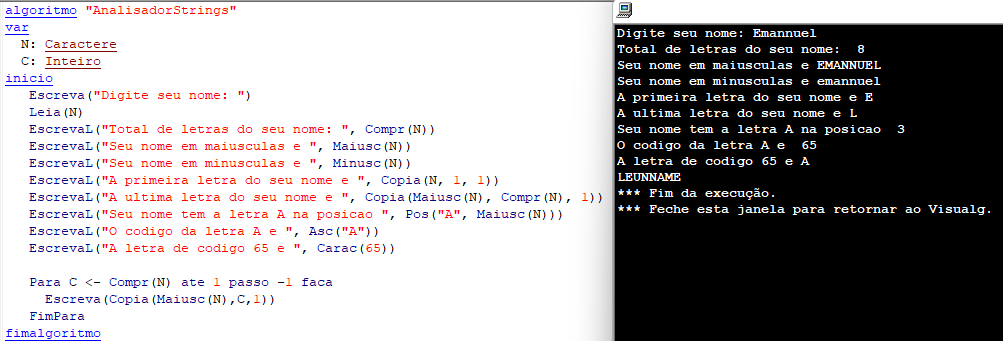 algoritmo "AnalisadorStrings"
var
  N: Caractere
  C: Inteiro
inicio
   Escreva("Digite seu nome: ")
   Leia(N)
   EscrevaL("Total de letras do seu nome: ", Compr(N))
   EscrevaL("Seu nome em maiusculas e ", Maiusc(N))
   EscrevaL("Seu nome em minusculas e ", Minusc(N))
   EscrevaL("A primeira letra do seu nome e ", Copia(N, 1, 1))
   EscrevaL("A ultima letra do seu nome e ", Copia(Maiusc(N), Compr(N), 1))
   EscrevaL("Seu nome tem a letra A na posicao ", Pos("A", Maiusc(N)))
   EscrevaL("O codigo da letra A e ", Asc("A"))
   EscrevaL("A letra de codigo 65 e ", Carac(65))

   Para C <- Compr(N) ate 1 passo -1 faca
     Escreva(Copia(Maiusc(N),C,1))
   FimPara
fimalgoritmo
Digite seu nome: Emannuel
Total de letras do seu nome:  8
Seu nome em maiusculas e EMANNUEL
Seu nome em minusculas e emannuel
A primeira letra do seu nome e E
A ultima letra do seu nome e L
Seu nome tem a letra A na posicao  3
O codigo da letra A e  65
A letra de codigo 65 e A
LEUNNAME
*** Fim da execução.
*** Feche esta janela para retornar ao Visualg.